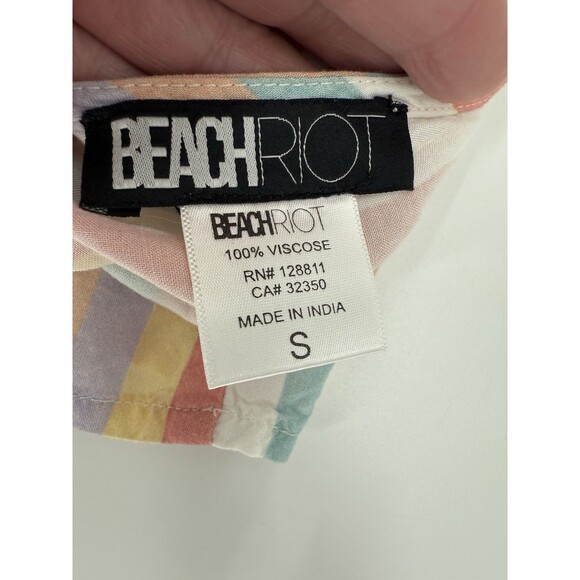 BEACHRIOT
BEACHRIOT
100% VISCOSE
RN# 128811
CA# 32350
MADE IN INDIA
S